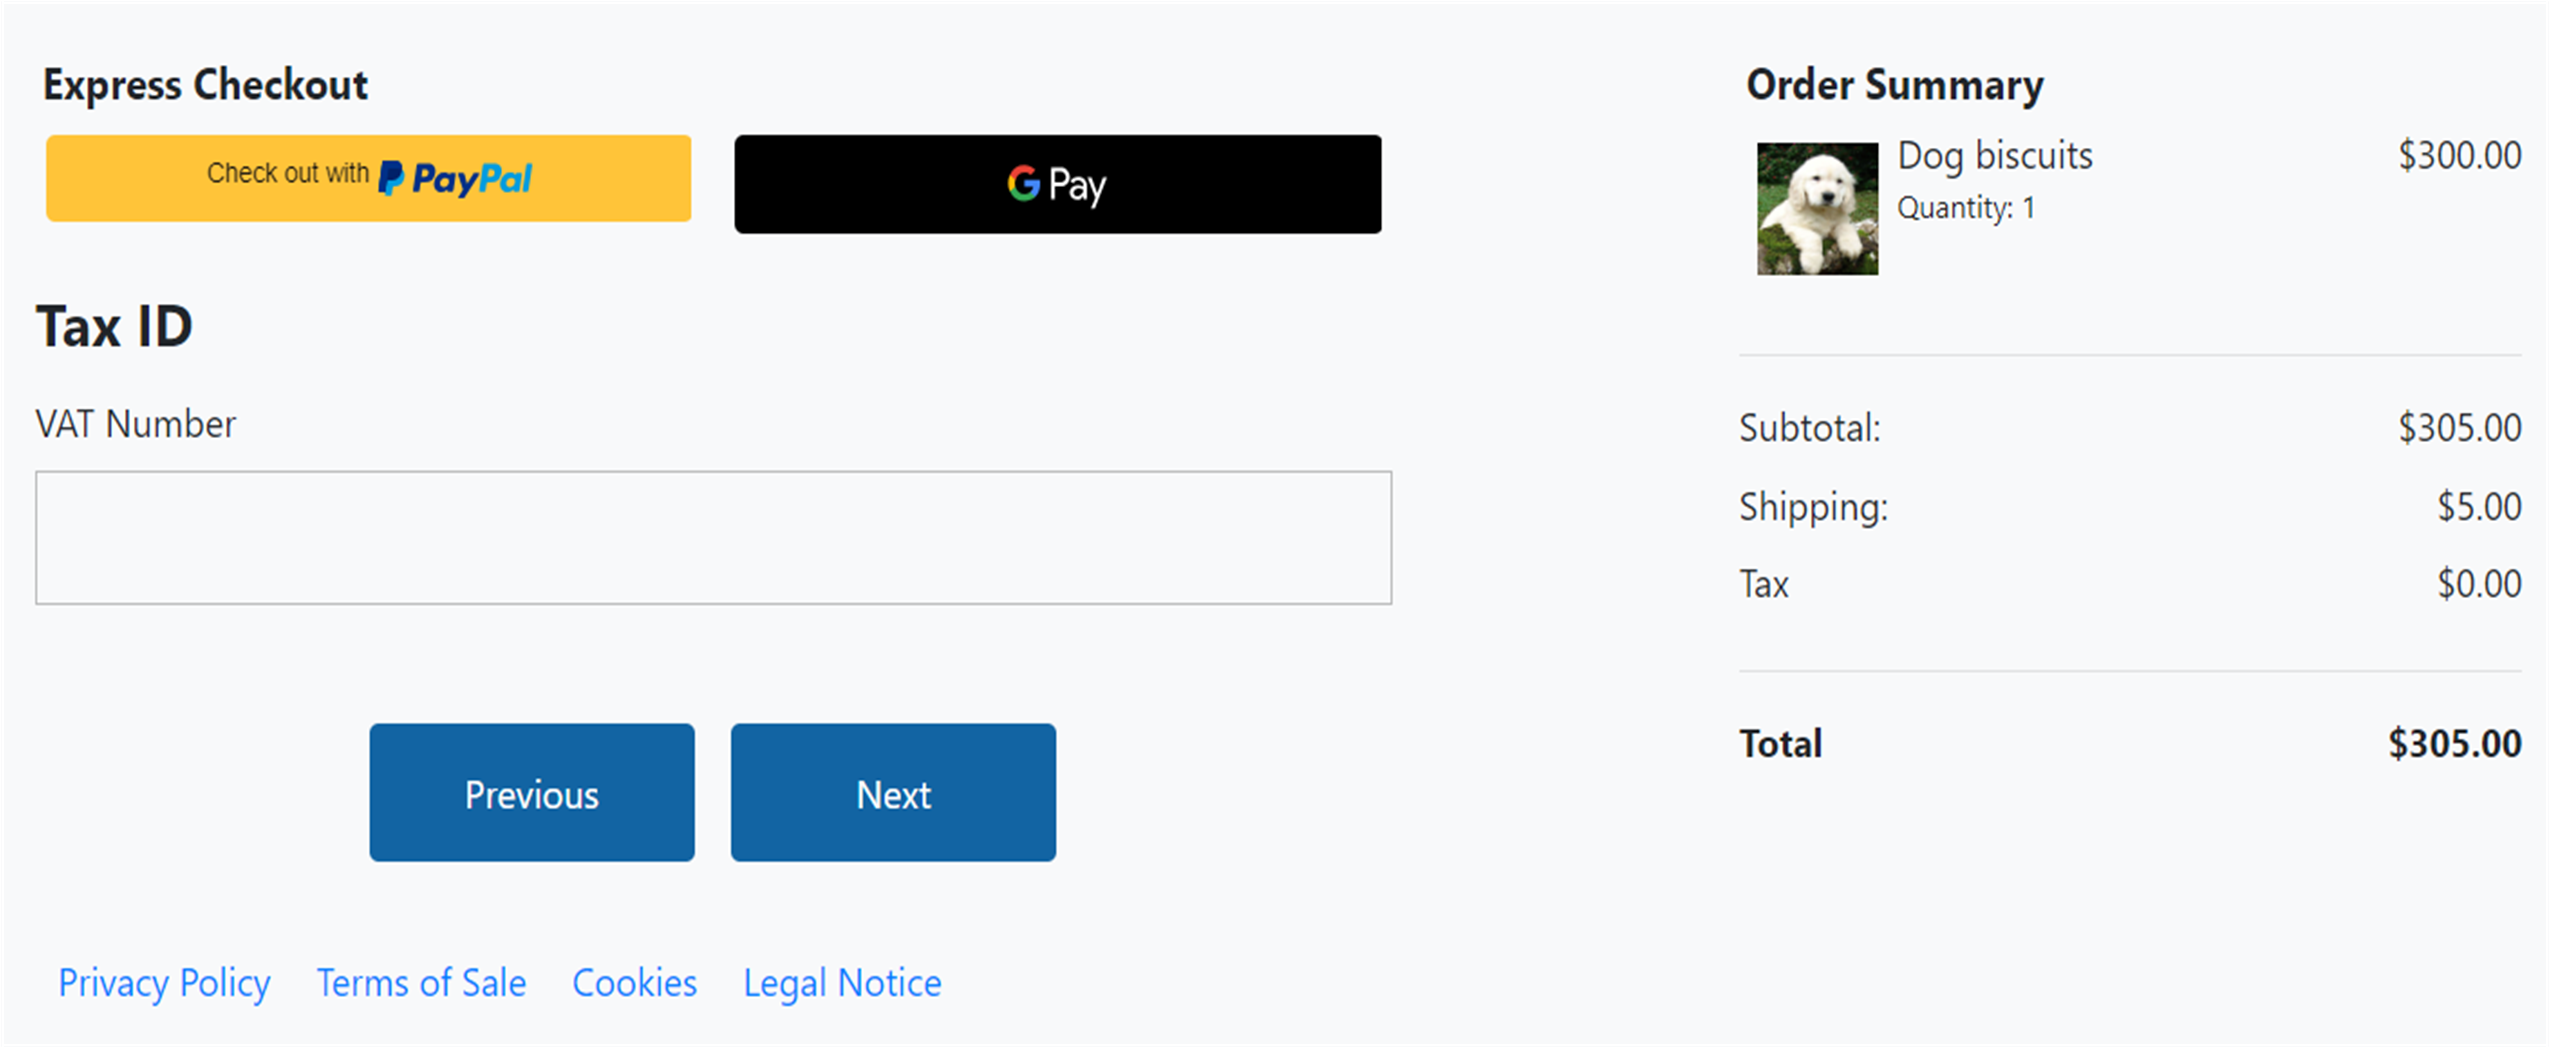 Express Checkout
Check out with PayPal
G Pay
Tax ID
VAT Number
Previous
Next
Privacy Policy
Terms of Sale
Cookies
Legal Notice
Order Summary
Dog biscuits $300.00
Quantity: 1
Subtotal: $305.00
Shipping: $5.00
Tax $0.00
Total $305.00